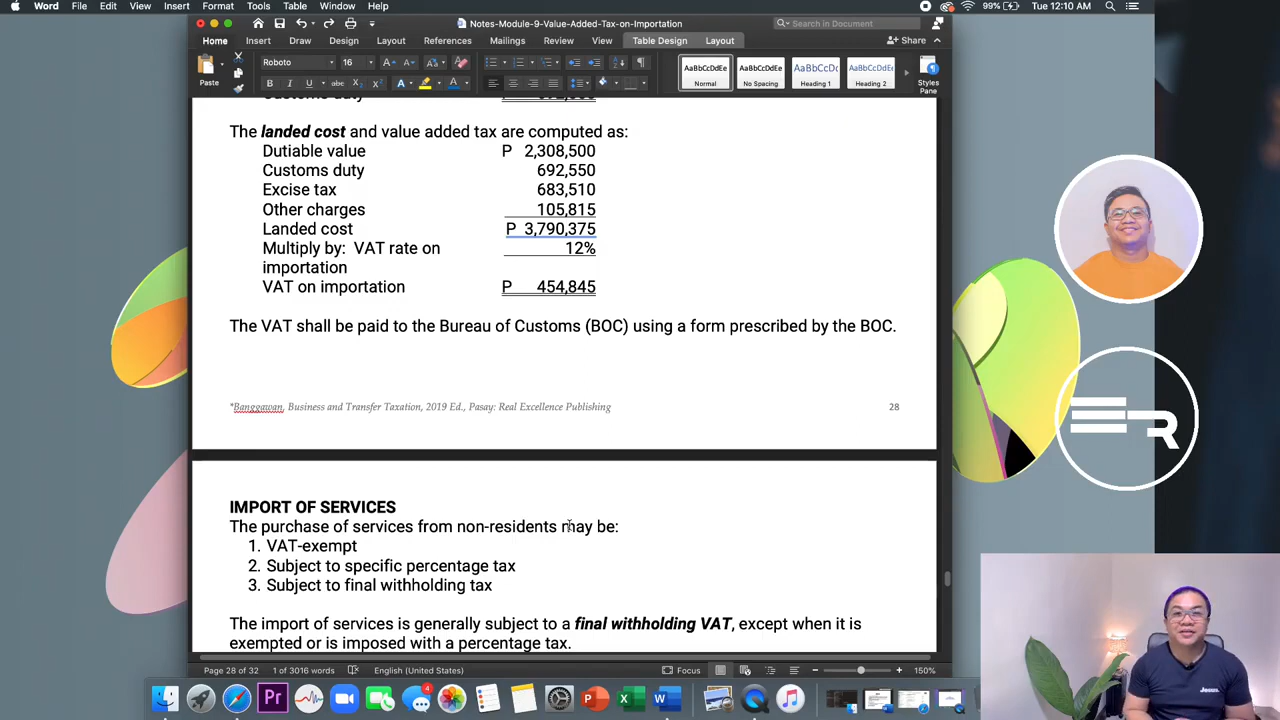 Word File Edit View Insert Format Tools Table Window Help 99% Tue 12:10 AM
Notes-Module-9-Value-Added-Tax-on-Importation Search in Document
Home Insert Draw Design Layout References Mailings Review View Table Design Layout Share
Paste Roboto 16 AaBbCcDdEe Normal AaBbCcDdEe No Spacing AaBbCcDc Heading 1 AaBbCcDdEe Heading 2 Styles Pane
The landed cost and value added tax are computed as:
Dutiable value P 2,308,500
Customs duty 692,550
Excise tax 683,510
Other charges 105,815
Landed cost P 3,790,375
Multiply by: VAT rate on 12%
importation
VAT on importation P 454,845
The VAT shall be paid to the Bureau of Customs (BOC) using a form prescribed by the BOC.
*Banggawan, Business and Transfer Taxation, 2019 Ed., Pasay: Real Excellence Publishing 28
IMPORT OF SERVICES
The purchase of services from non-residents may be:
1. VAT-exempt
2. Subject to specific percentage tax
3. Subject to final withholding tax
The import of services is generally subject to a final withholding VAT, except when it is
exempted or is imposed with a percentage tax.
Page 28 of 32 1 of 3016 words English (United States) Focus 150%
ER
Jesus.